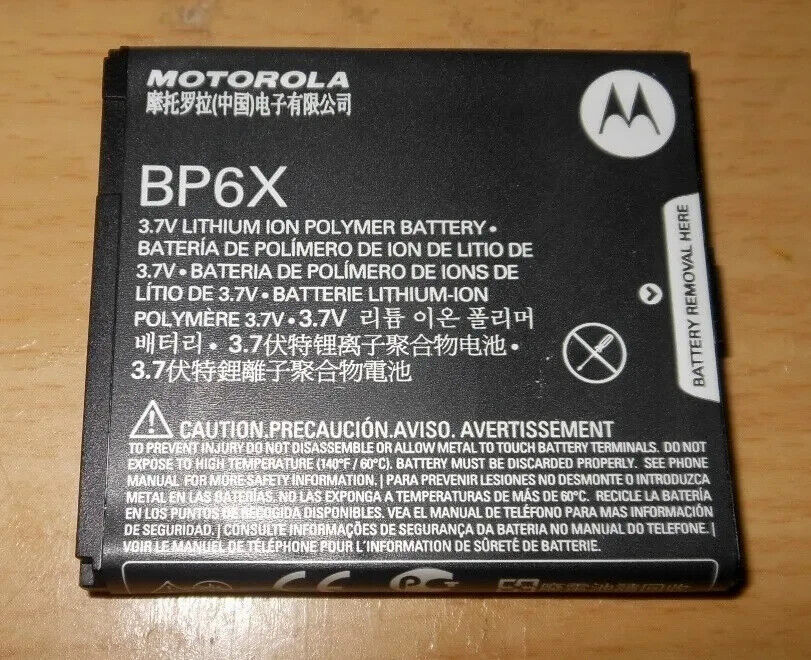 MOTOROLA
摩托罗拉(中国)电子有限公司
BP6X
3.7V LITHIUM ION POLYMER BATTERY •
BATERÍA DE POLÍMERO DE ION DE LITIO DE
3.7V • BATERIA DE POLÍMERO DE IONS DE
LÍTIO DE 3.7V • BATTERIE LITHIUM-ION
POLYMÈRE 3.7V • 3.7V 리튬 이온 폴리머
배터리 • 3.7伏特锂离子聚合物电池 •
3.7伏特鋰離子聚合物電池
BATTERY REMOVAL HERE
CAUTION.PRECAUCIÓN.AVISO. AVERTISSEMENT
TO PREVENT INJURY DO NOT DISASSEMBLE OR ALLOW METAL TO TOUCH BATTERY TERMINALS. DO NOT
EXPOSE TO HIGH TEMPERATURE (140°F / 60°C). BATTERY MUST BE DISCARDED PROPERLY. SEE PHONE
MANUAL FOR MORE SAFETY INFORMATION. | PARA PREVENIR LESIONES NO DESMONTE O INTRODUZCA
METAL EN LAS BATERÍAS. NO LAS EXPONGA A TEMPERATURAS DE MÁS DE 60°C. RECICLE LA BATERÍA
EN LOS PUNTOS DE RECOGIDA DISPONIBLES. VEA EL MANUAL DE TELÉFONO PARA MAS INFORMACIÓN
DE SEGURIDAD. | CONSULTE INFORMAÇÕES DE SEGURANÇA DA BATERIA NO MANUAL DO TELEFONE. |
VOIR LE MANUEL DE TÉLÉPHONE POUR L'INFORMATION DE SÛRETÉ DE BATTERIE.
CE